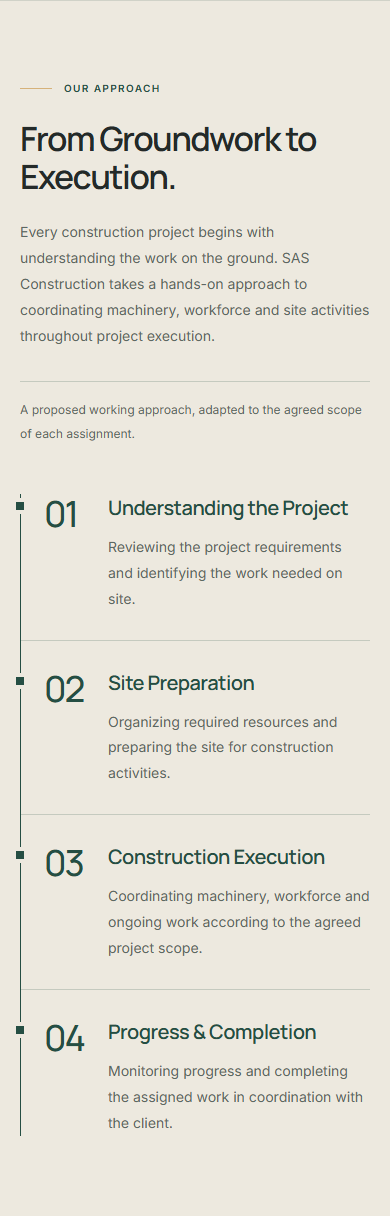 OUR APPROACH
From Groundwork to
Execution.
Every construction project begins with
understanding the work on the ground. SAS
Construction takes a hands-on approach to
coordinating machinery, workforce and site activities
throughout project execution.
A proposed working approach, adapted to the agreed scope
of each assignment.
01 Understanding the Project
Reviewing the project requirements
and identifying the work needed on
site.
02 Site Preparation
Organizing required resources and
preparing the site for construction
activities.
03 Construction Execution
Coordinating machinery, workforce and
ongoing work according to the agreed
project scope.
04 Progress & Completion
Monitoring progress and completing
the assigned work in coordination with
the client.